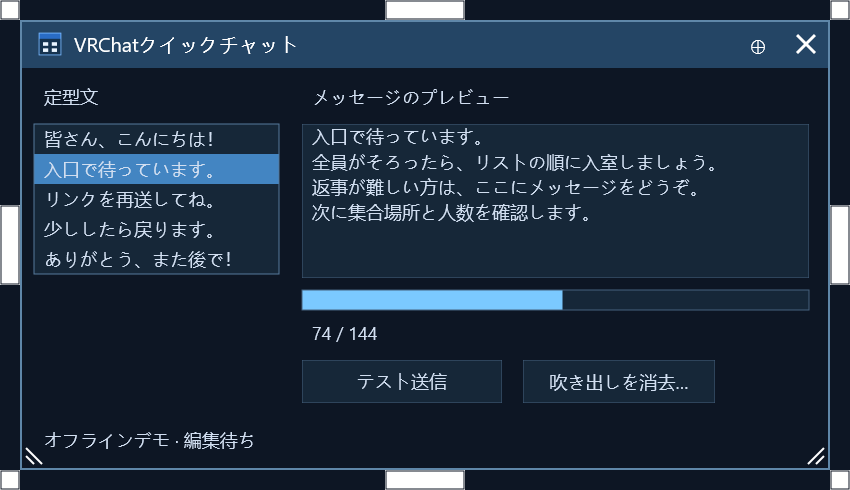 VRChatクイックチャット
定型文
皆さん、こんにちは!
入口で待っています。
リンクを再送してね。
少ししたら戻ります。
ありがとう、また後で!
メッセージのプレビュー
入口で待っています。
全員がそろったら、リストの順に入室しましょう。
返事が難しい方は、ここにメッセージをどうぞ。
次に集合場所と人数を確認します。
74 / 144
テスト送信
吹き出しを消去...
オフラインデモ · 編集待ち